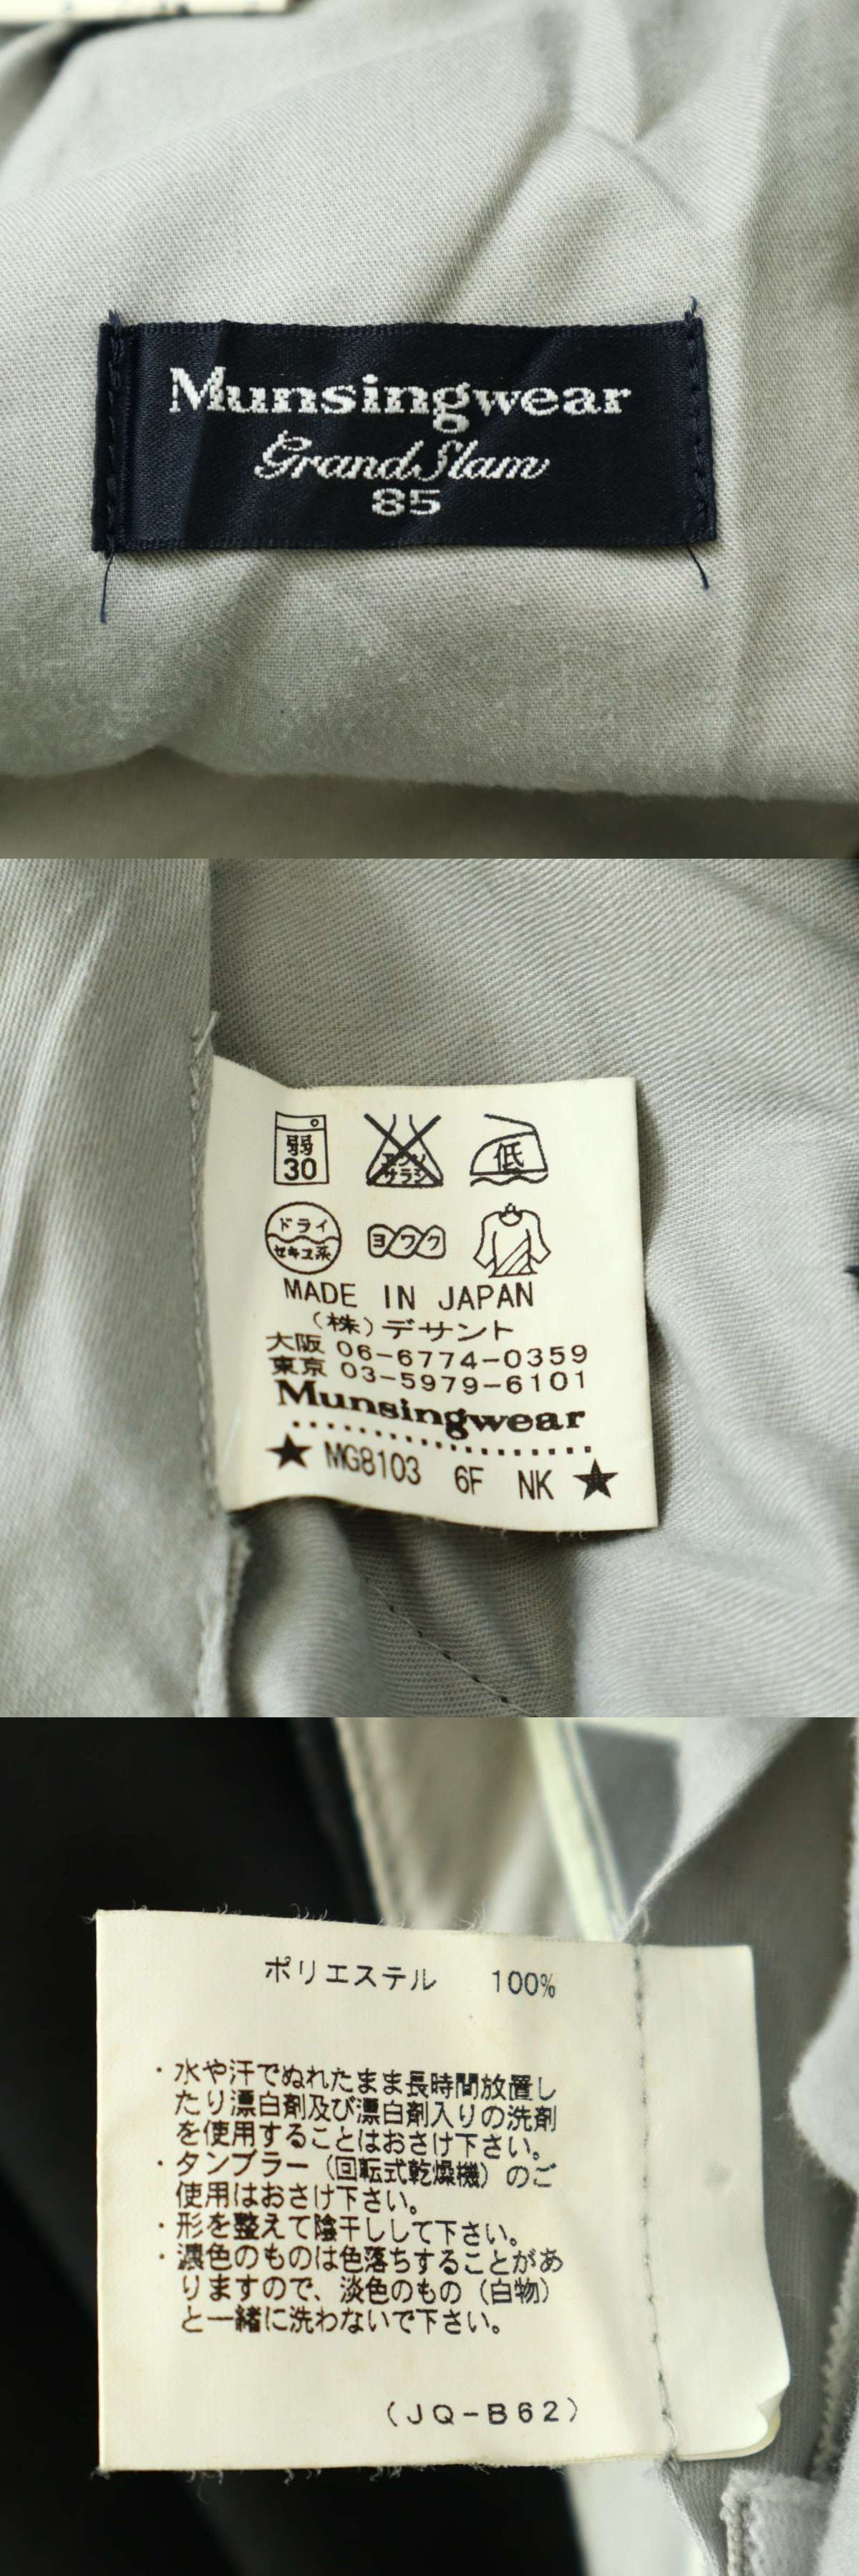 Munsingwear
Grand Slam
85
弱
30
エンソ
サラシ
低
ドライ
セキユ系
ヨワク
MADE IN JAPAN
(株)デサント
大阪 06-6774-0359
東京 03-5979-6101
Munsingwear
★ MG8103 6F NK ★
ポリエステル 100%
・水や汗でぬれたまま長時間放置し
たり漂白剤及び漂白剤入りの洗剤
を使用することはおさけ下さい。
・タンブラー(回転式乾燥機)のご
使用はおさけ下さい。
・形を整えて陰干しして下さい。
・濃色のものは色落ちすることがあ
りますので、淡色のもの(白物)
と一緒に洗わないで下さい。
(JQ-B62)